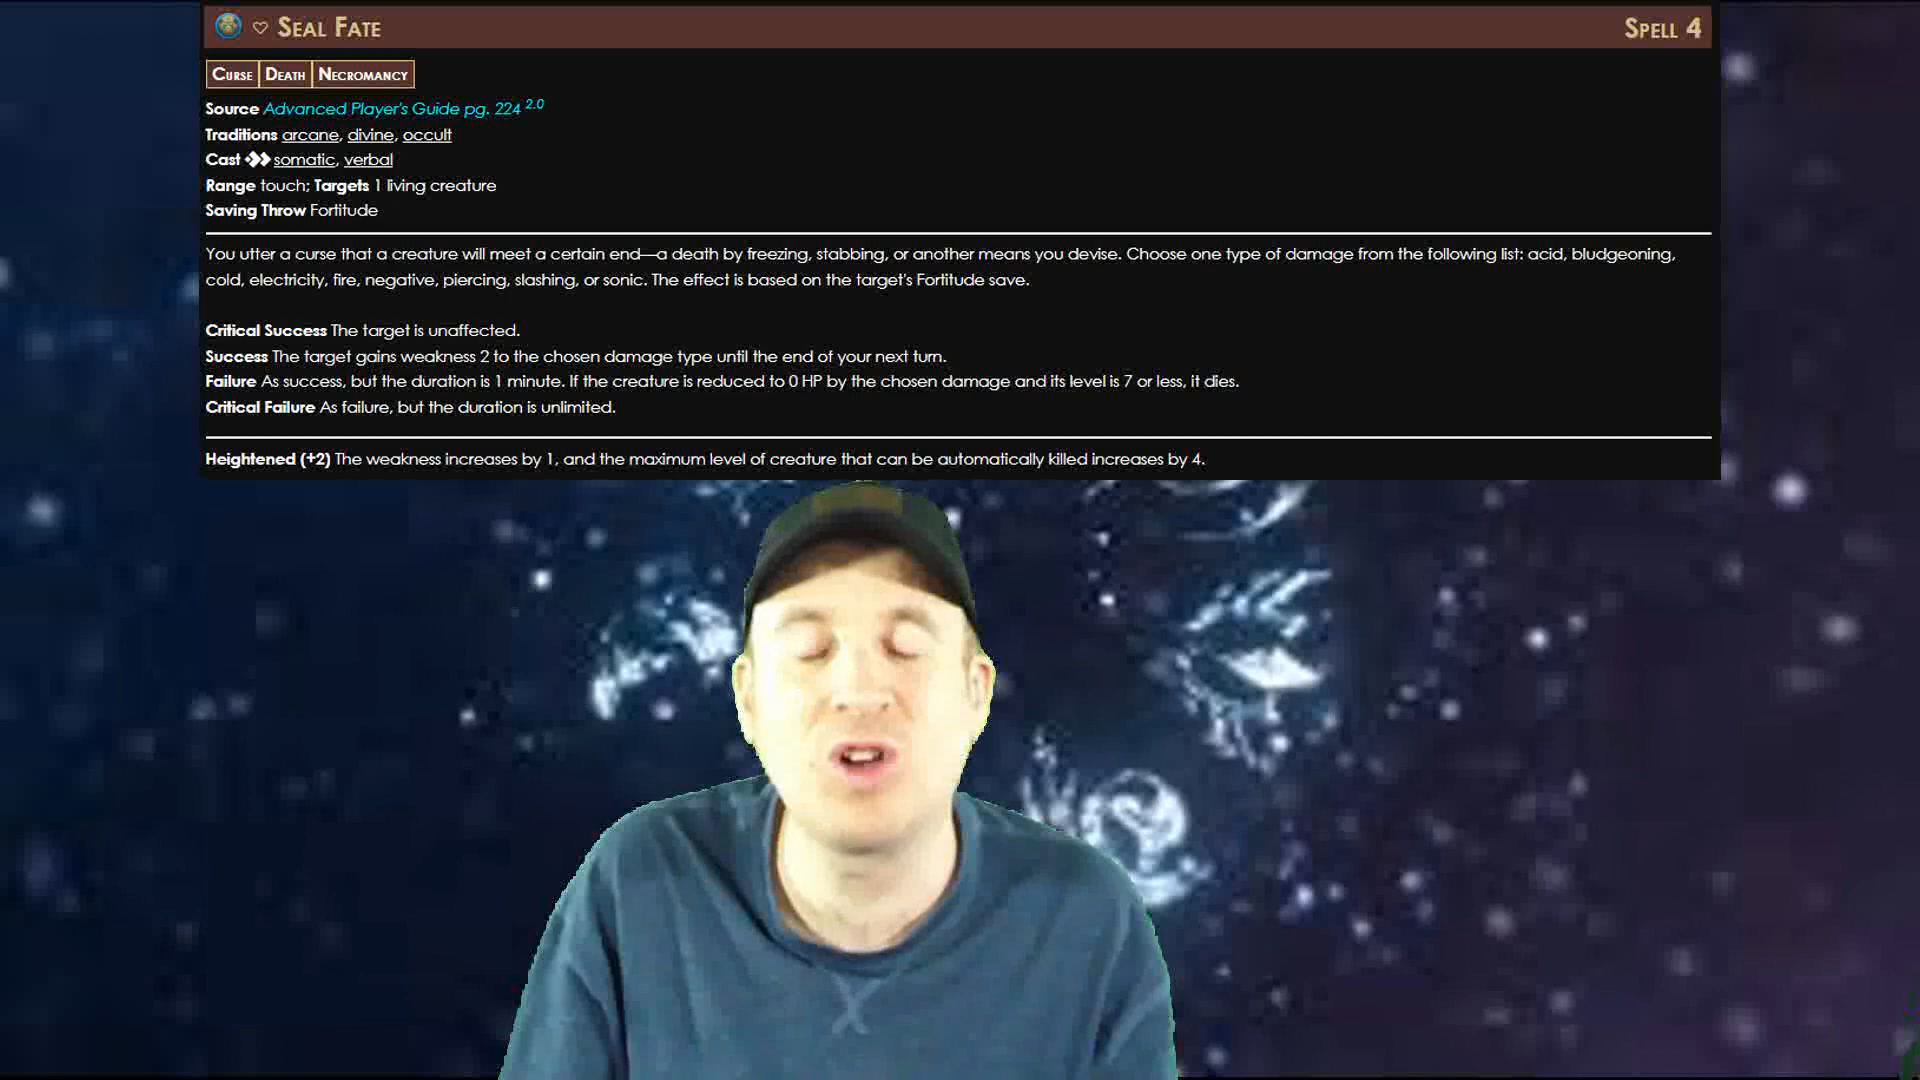 Seal Fate Spell 4
Curse Death Necromancy
Source Advanced Player's Guide pg. 224 2.0
Traditions arcane, divine, occult
Cast somatic, verbal
Range touch; Targets 1 living creature
Saving Throw Fortitude
You utter a curse that a creature will meet a certain end—a death by freezing, stabbing, or another means you devise. Choose one type of damage from the following list: acid, bludgeoning,
cold, electricity, fire, negative, piercing, slashing, or sonic. The effect is based on the target's Fortitude save.
Critical Success The target is unaffected.
Success The target gains weakness 2 to the chosen damage type until the end of your next turn.
Failure As success, but the duration is 1 minute. If the creature is reduced to 0 HP by the chosen damage and its level is 7 or less, it dies.
Critical Failure As failure, but the duration is unlimited.
Heightened (+2) The weakness increases by 1, and the maximum level of creature that can be automatically killed increases by 4.